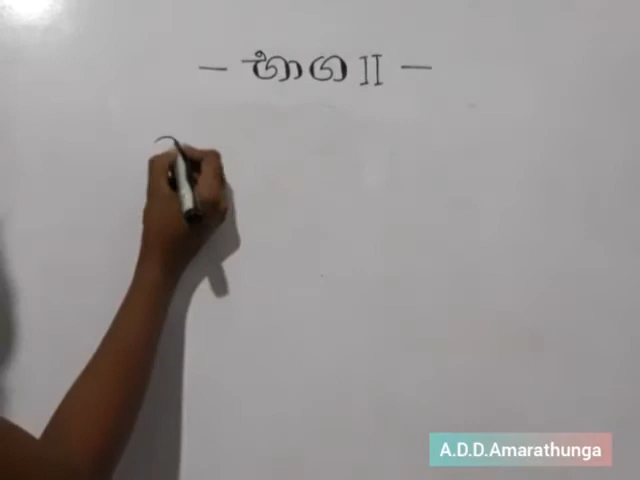 — භාග II —
A.D.D.Amarathunga